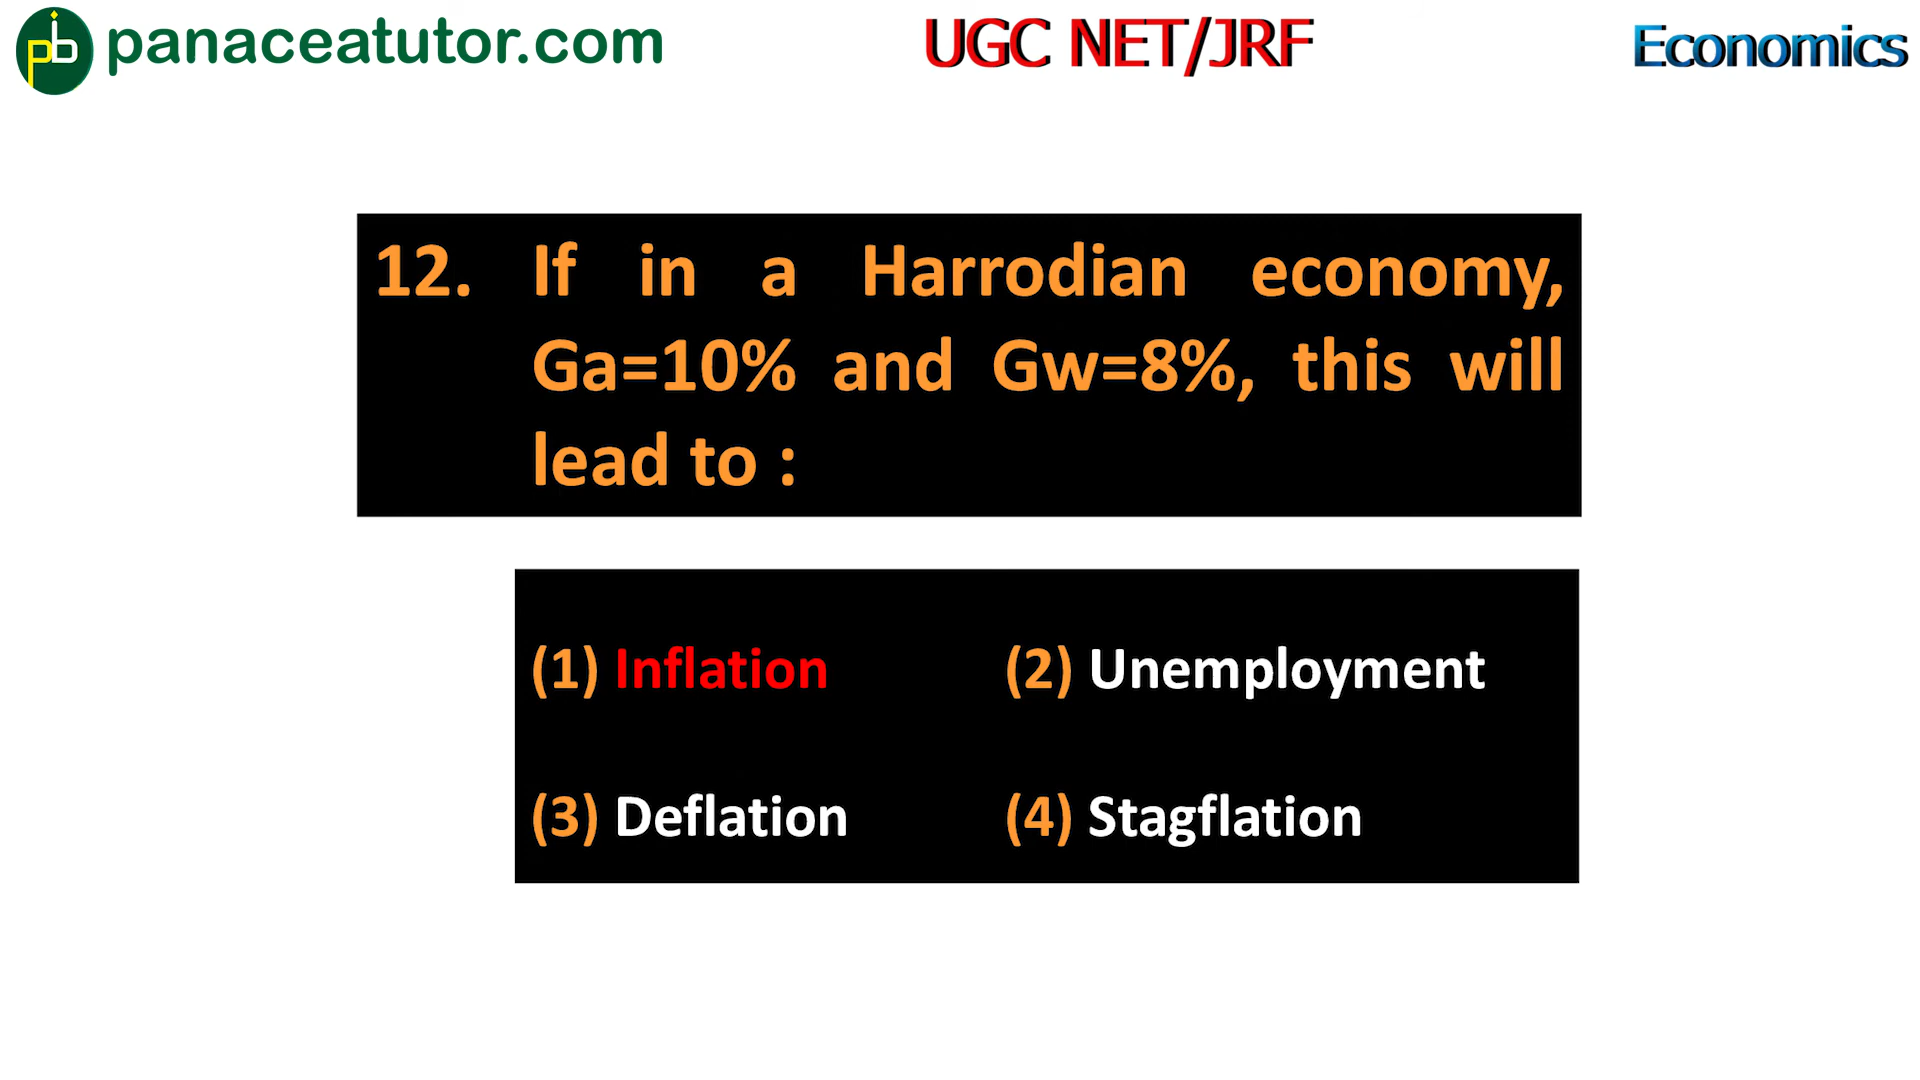 pb panaceatutor.com UGC NET/JRF Economics
12. If in a Harrodian economy,
Ga=10% and Gw=8%, this will
lead to :
(1) Inflation (2) Unemployment
(3) Deflation (4) Stagflation